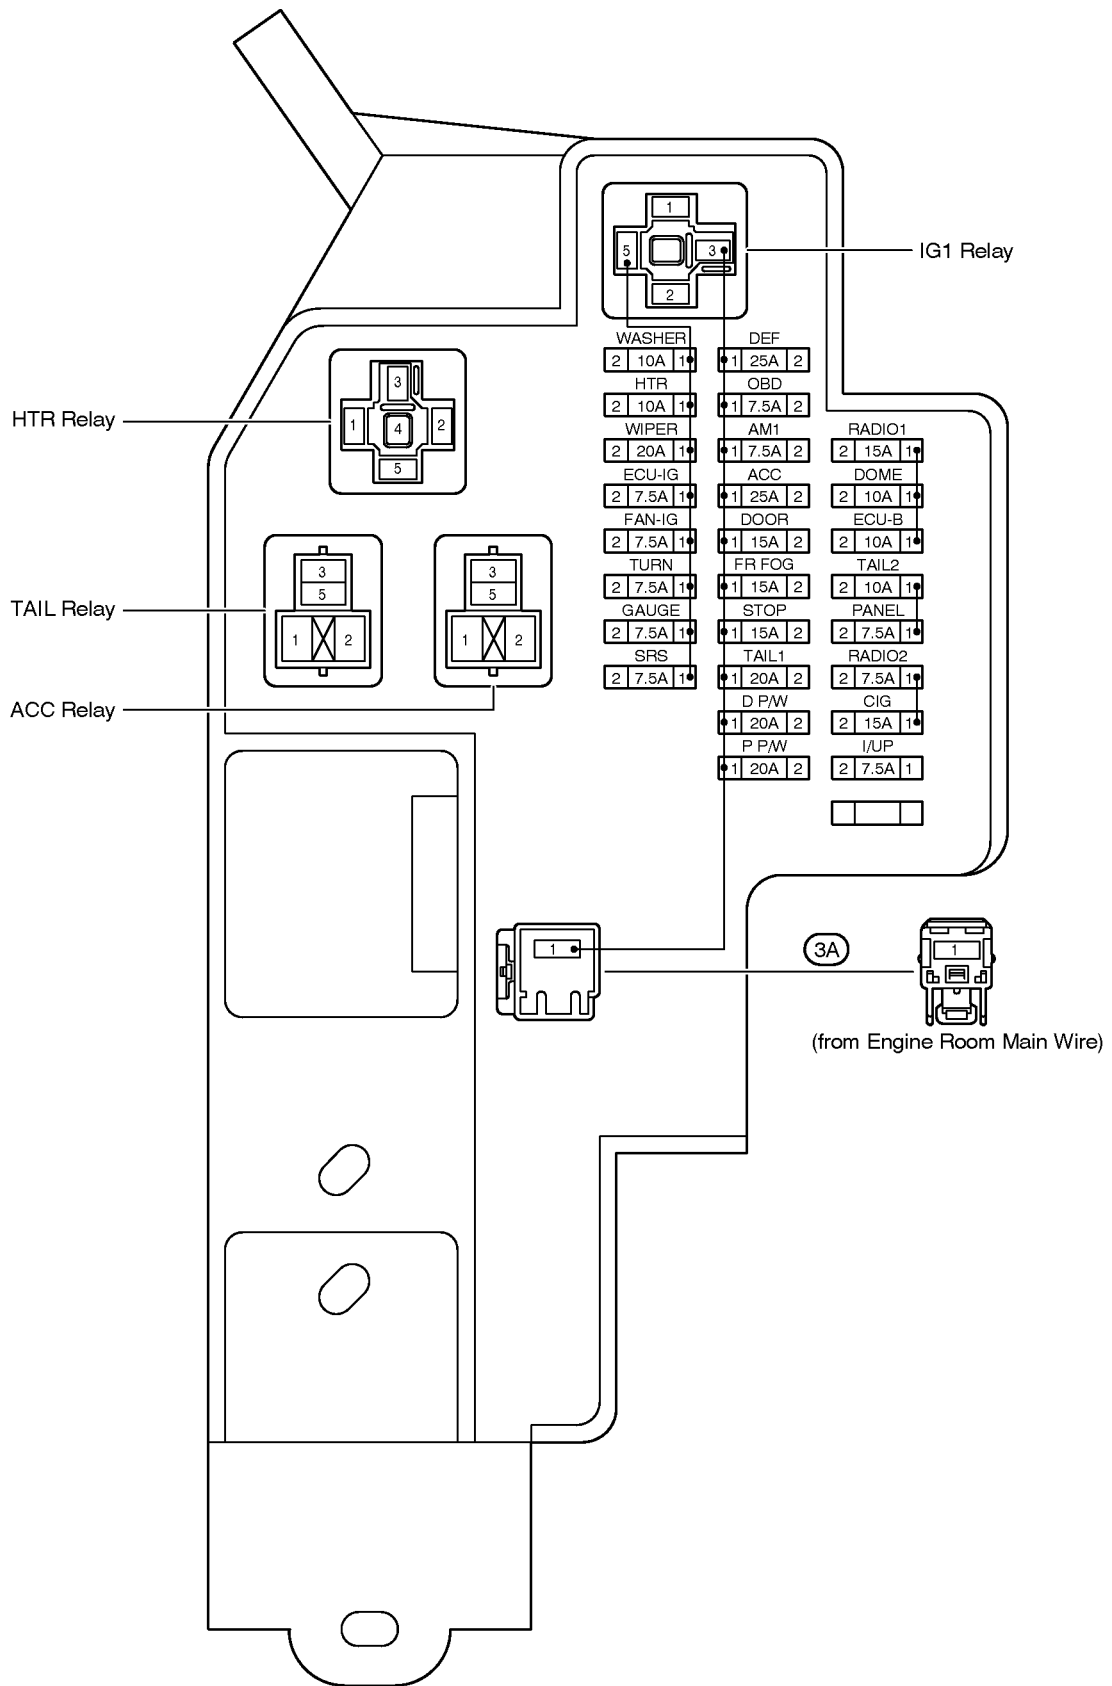 1
5
3
2
IG1 Relay
WASHER DEF
2 10A 1 1 25A 2
3
HTR OBD
2 10A 1 1 7.5A 2
HTR Relay
1 4 2
WIPER AM1 RADIO1
2 20A 1 1 7.5A 2 2 15A 1
5
ECU-IG ACC DOME
2 7.5A 1 1 25A 2 2 10A 1
FAN-IG DOOR ECU-B
2 7.5A 1 1 15A 2 2 10A 1
TURN FR FOG TAIL2
3 3
2 7.5A 1 1 15A 2 2 10A 1
5 5
TAIL Relay
GAUGE STOP PANEL
2 7.5A 1 1 15A 2 2 7.5A 1
1 2 1 2
SRS TAIL1 RADIO2
2 7.5A 1 1 20A 2 2 7.5A 1
ACC Relay
D P/W CIG
1 20A 2 2 15A 1
P P/W I/UP
1 20A 2 2 7.5A 1
1
3A
1
(from Engine Room Main Wire)